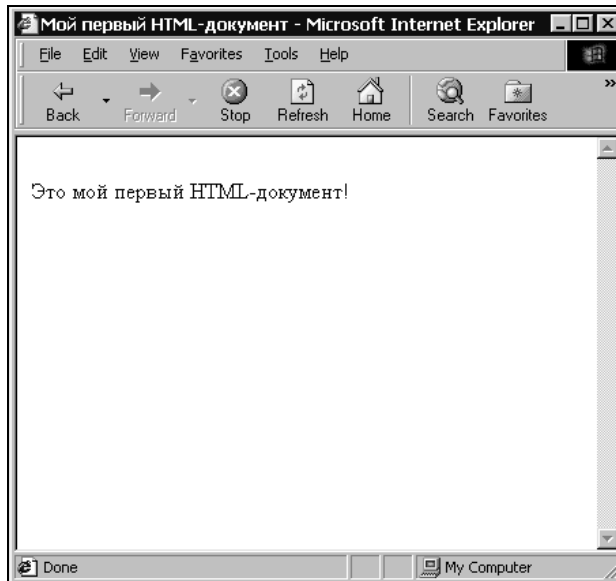 Мой первый HTML-документ - Microsoft Internet Explorer
File Edit View Favorites Tools Help
»
Back Forward Stop Refresh Home Search Favorites
Это мой первый HTML-документ!
Done My Computer